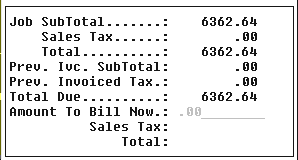 Job SubTotal.......: 6362.64
Sales Tax......: .00
Total..........: 6362.64
Prev. Ivc. SubTotal: .00
Prev. Invoiced Tax.: .00
Total Due..........: 6362.64
Amount To Bill Now.: .00_________
Sales Tax:
Total: